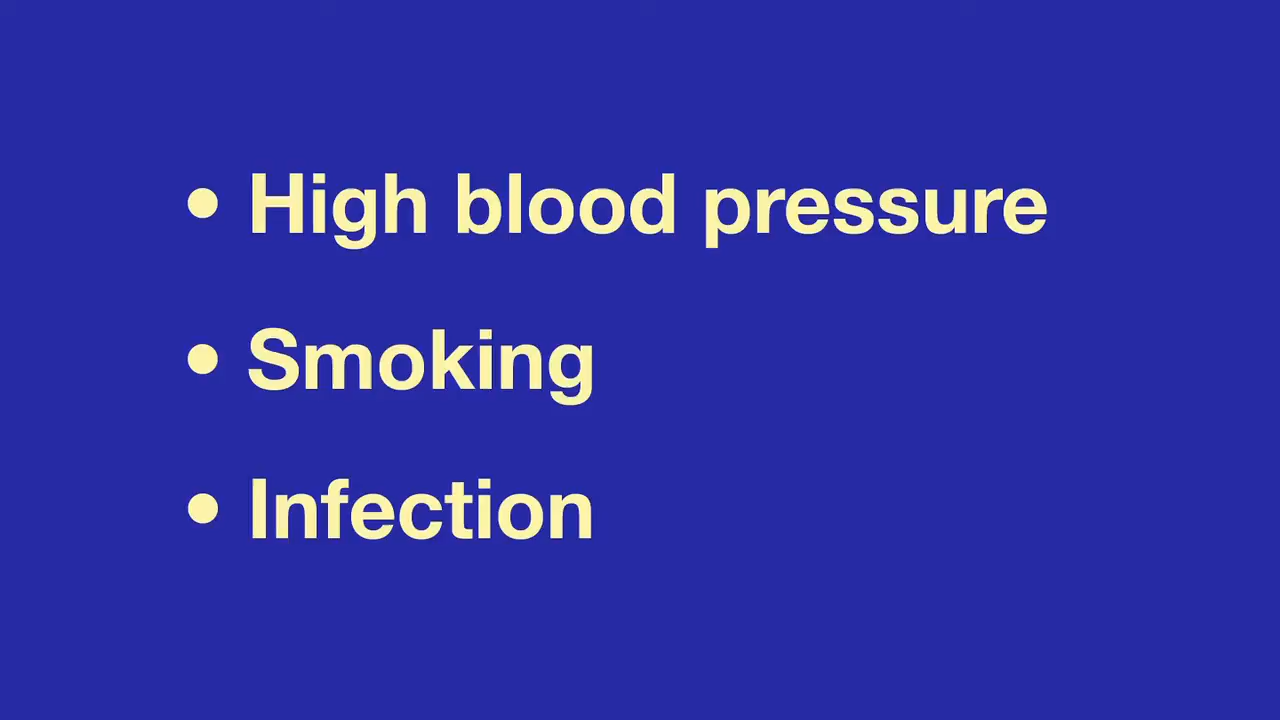 • High blood pressure
• Smoking
• Infection